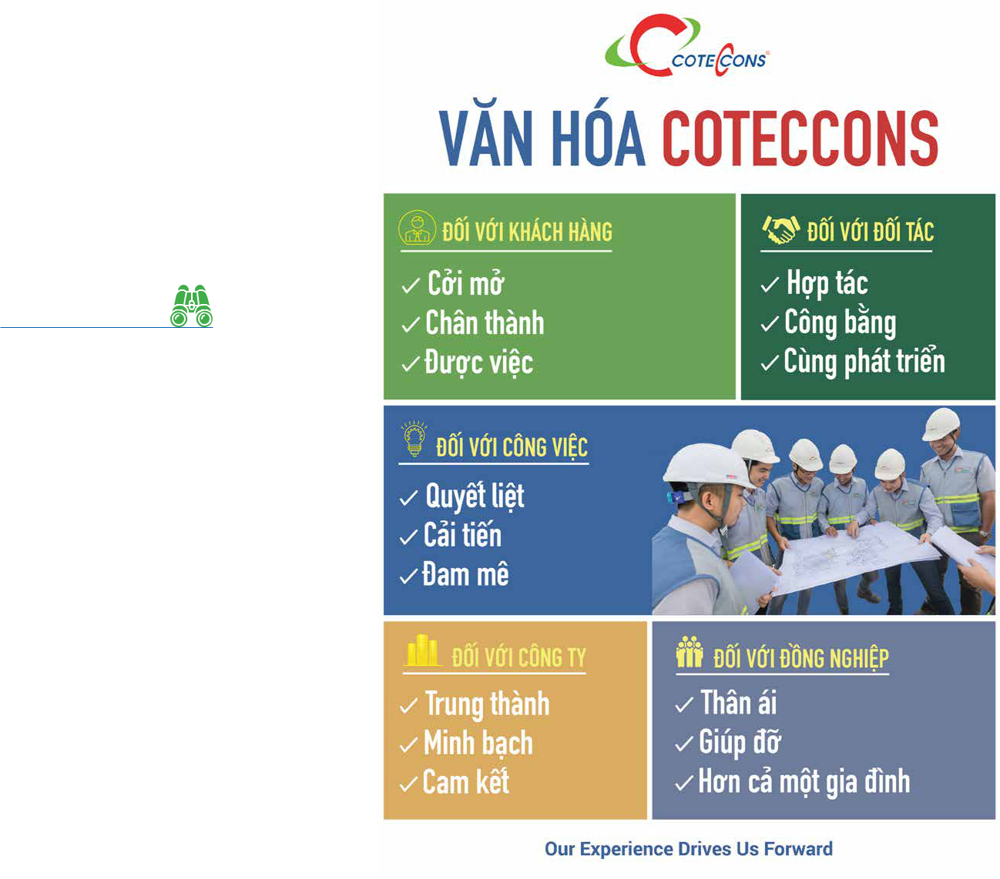 COTECCONS®
VĂN HÓA COTECCONS
ĐỐI VỚI KHÁCH HÀNG
Cởi mở
Chân thành
Được việc
ĐỐI VỚI ĐỐI TÁC
Hợp tác
Công bằng
Cùng phát triển
ĐỐI VỚI CÔNG VIỆC
Quyết liệt
Cải tiến
Đam mê
ĐỐI VỚI CÔNG TY
Trung thành
Minh bạch
Cam kết
ĐỐI VỚI ĐỒNG NGHIỆP
Thân ái
Giúp đỡ
Hơn cả một gia đình
Our Experience Drives Us Forward